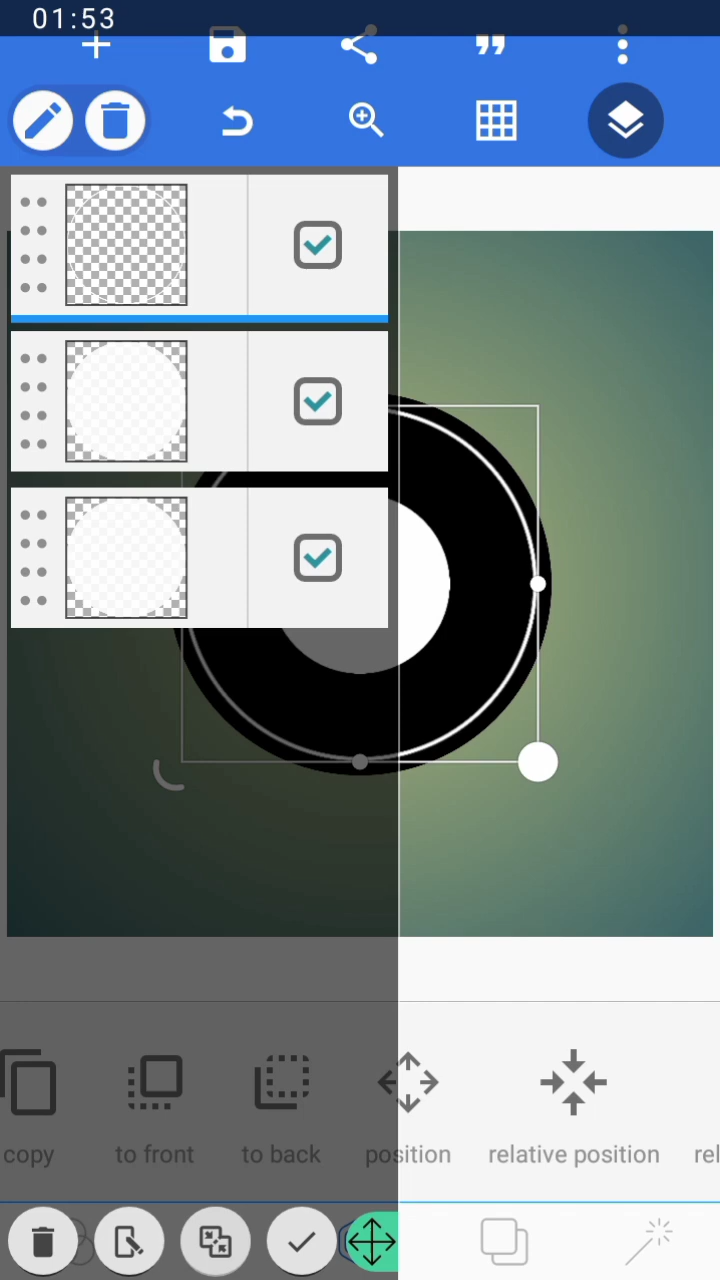 01:53
copy
to front
to back
position
relative position
rel